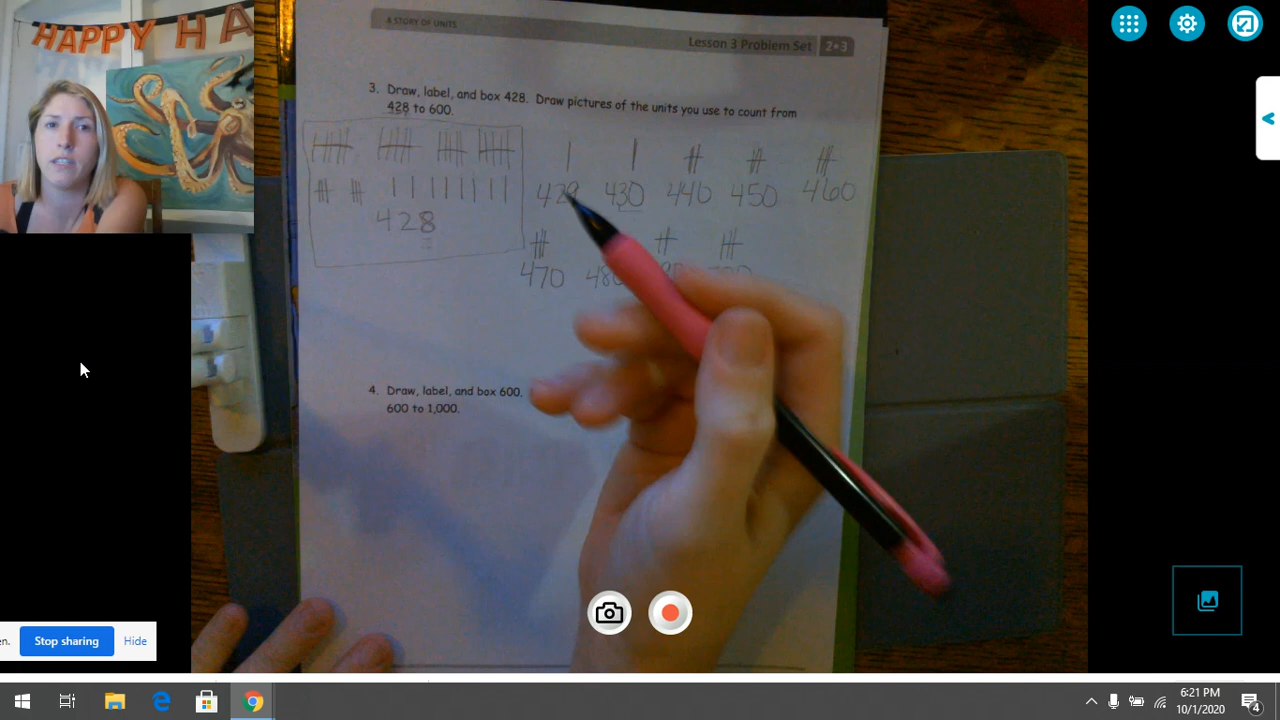 HAPPY HA
A STORY OF UNITS
Lesson 3 Problem Set 2•3
3. Draw, label, and box 428. Draw pictures of the units you use to count from
428 to 600.
429 430 440 450 460
428
470
4. Draw, label, and box 600.
600 to 1,000.
Stop sharing Hide
6:21 PM
10/1/2020
4